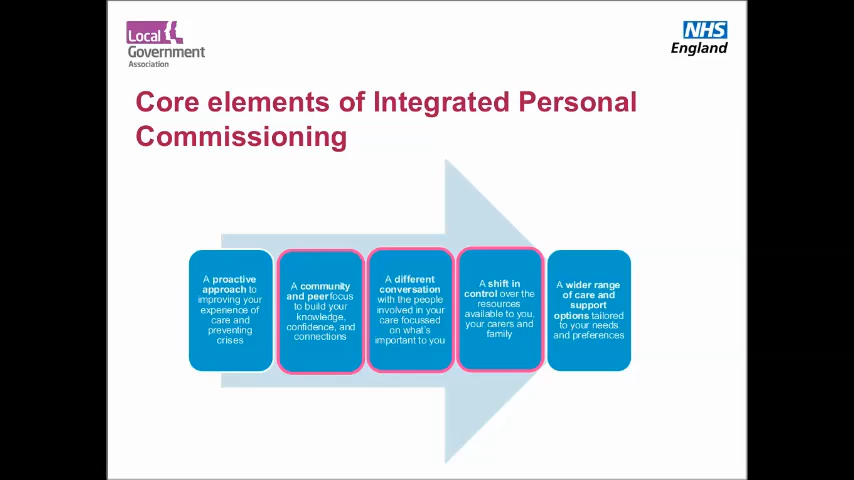 Local
Government
Association
NHS
England
Core elements of Integrated Personal
Commissioning
A proactive
approach to
improving your
experience of
care and
preventing
crises
A community
and peer focus
to build your
knowledge,
confidence, and
connections
A different
conversation
with the people
involved in your
care focussed
on what's
important to you
A shift in
control over the
resources
available to you,
your carers and
family
A wider range
of care and
support
options tailored
to your needs
and preferences